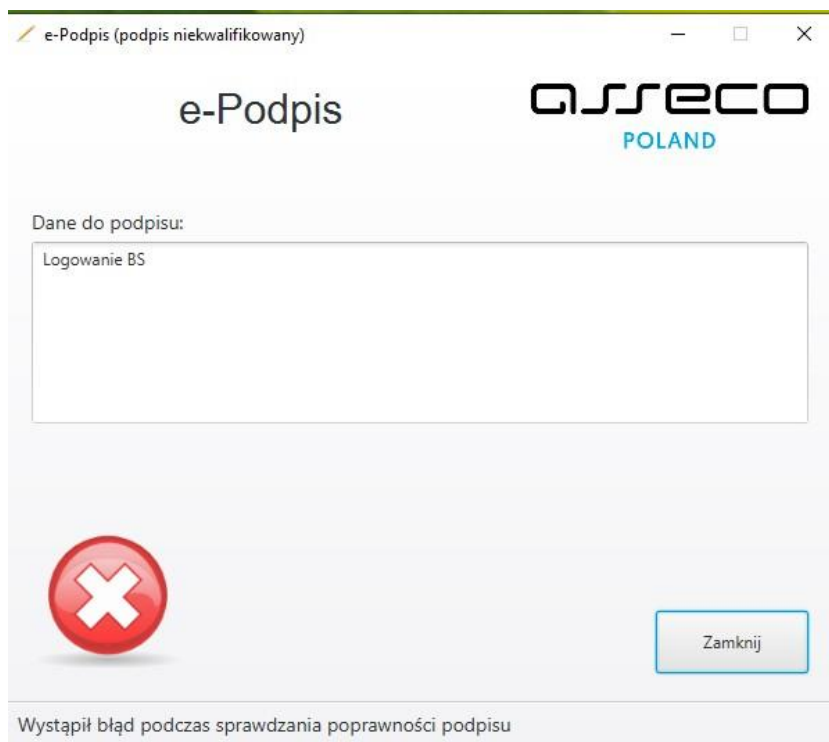 e-Podpis (podpis niekwalifikowany)
e-Podpis
asseco
POLAND
Dane do podpisu:
Logowanie BS
Zamknij
Wystąpił błąd podczas sprawdzania poprawności podpisu